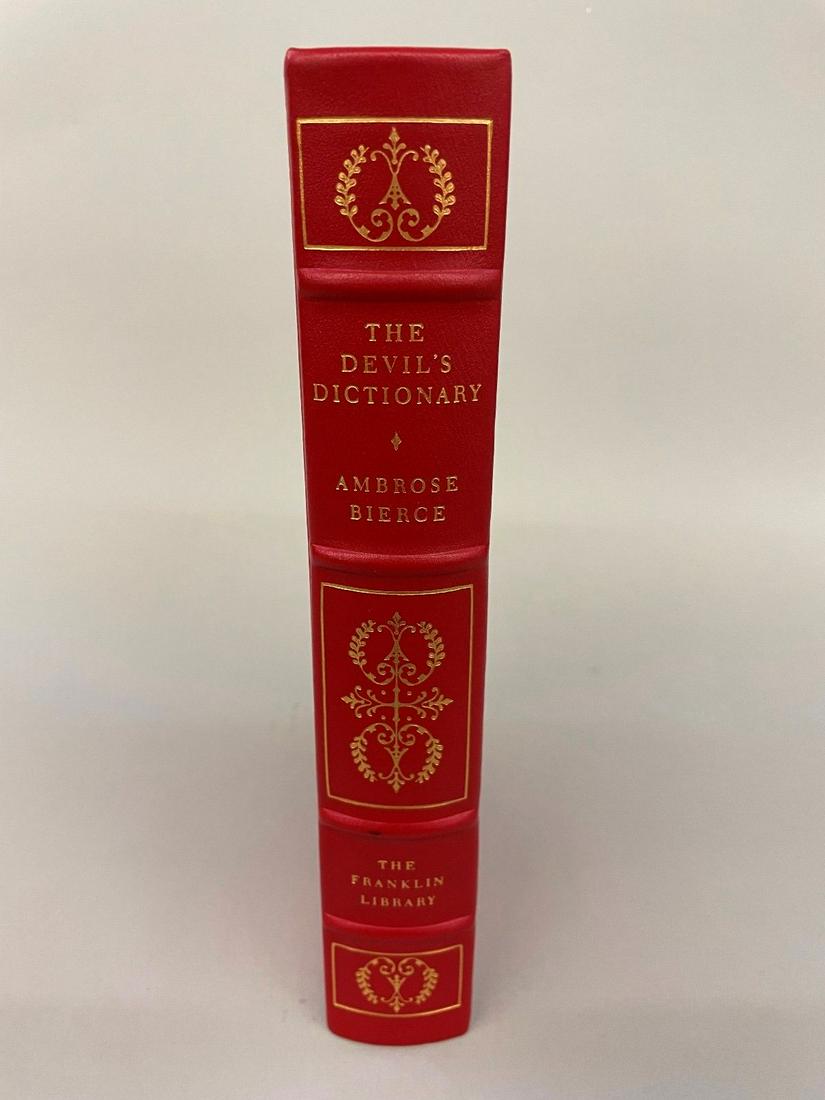 THE
DEVIL'S
DICTIONARY
AMBROSE
BIERCE
THE
FRANKLIN
LIBRARY